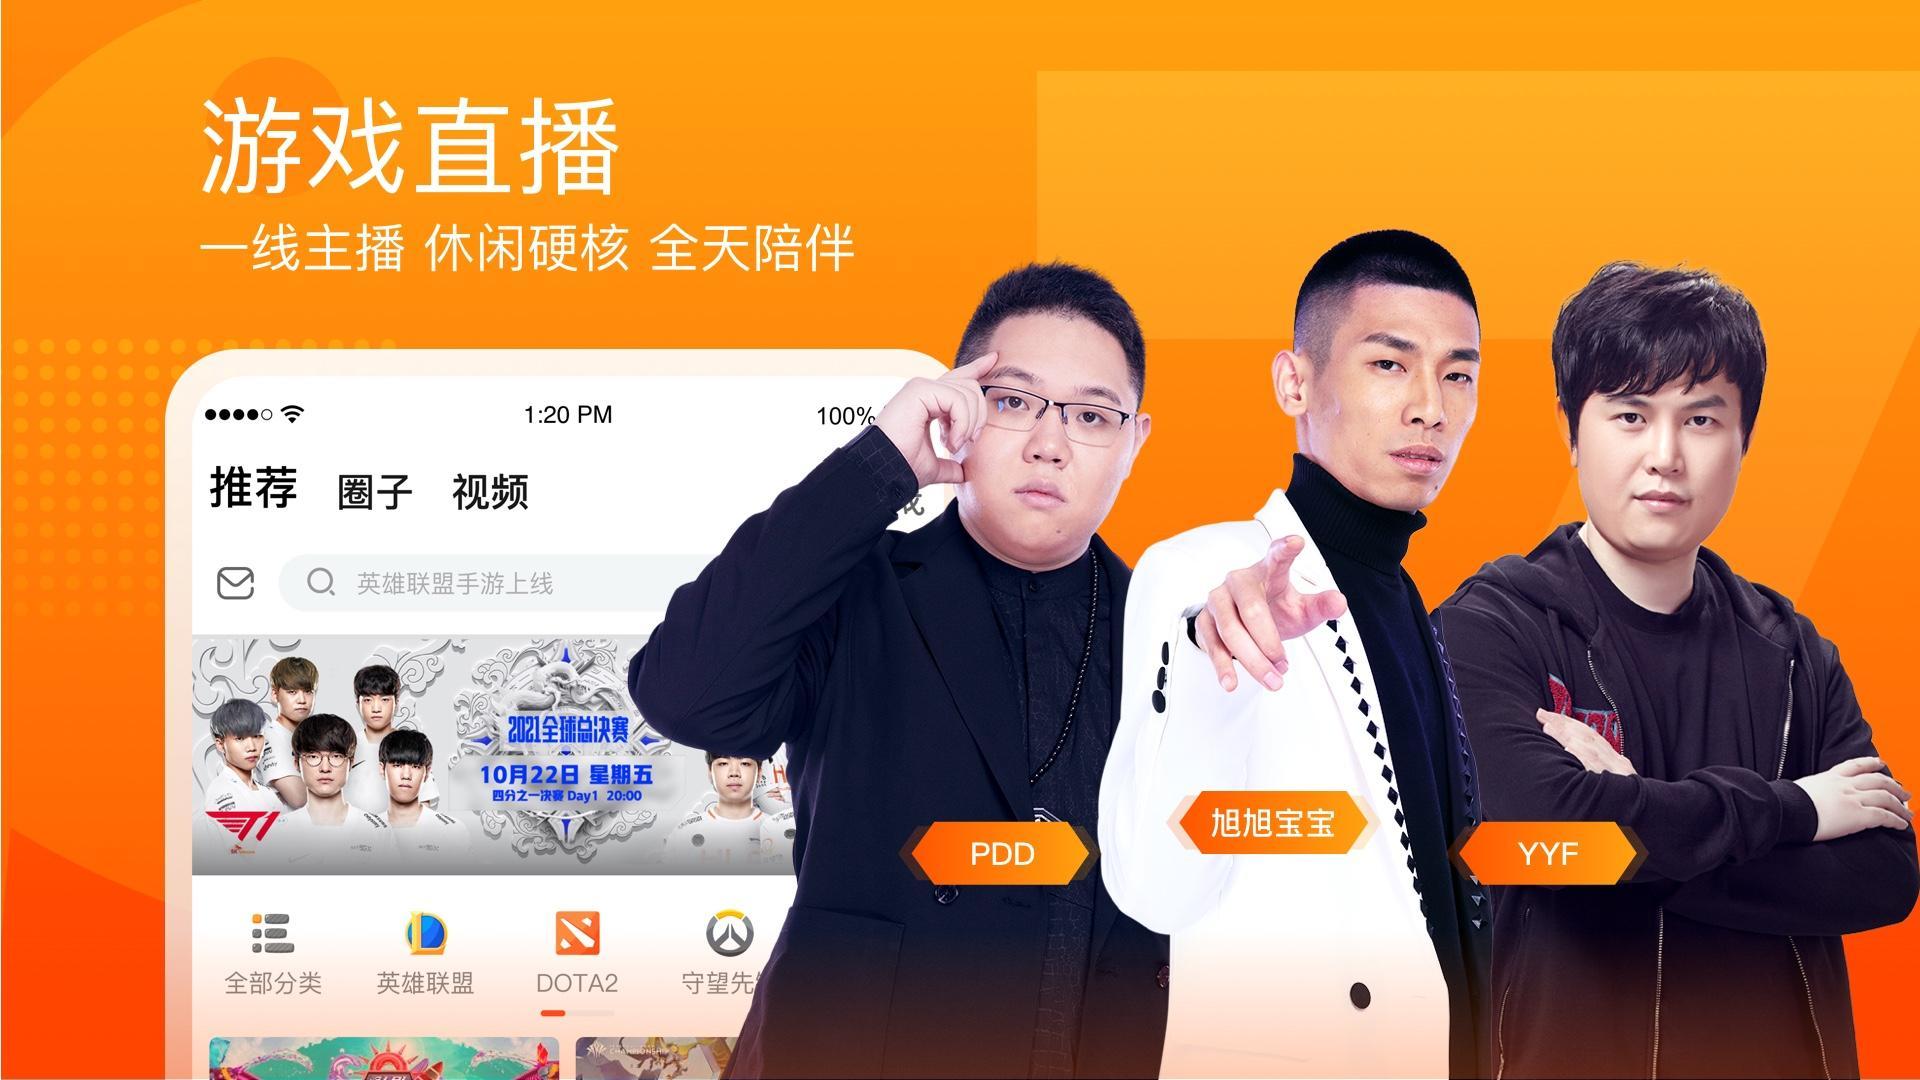 游戏直播
一线主播 休闲硬核 全天陪伴
1:20 PM
100%
推荐 圈子 视频
英雄联盟手游上线
2021全球总决赛
10月22日 星期五
四分之一决赛 Day1 20:00
T1
PDD
旭旭宝宝
YYF
全部分类 英雄联盟 DOTA2 守望先